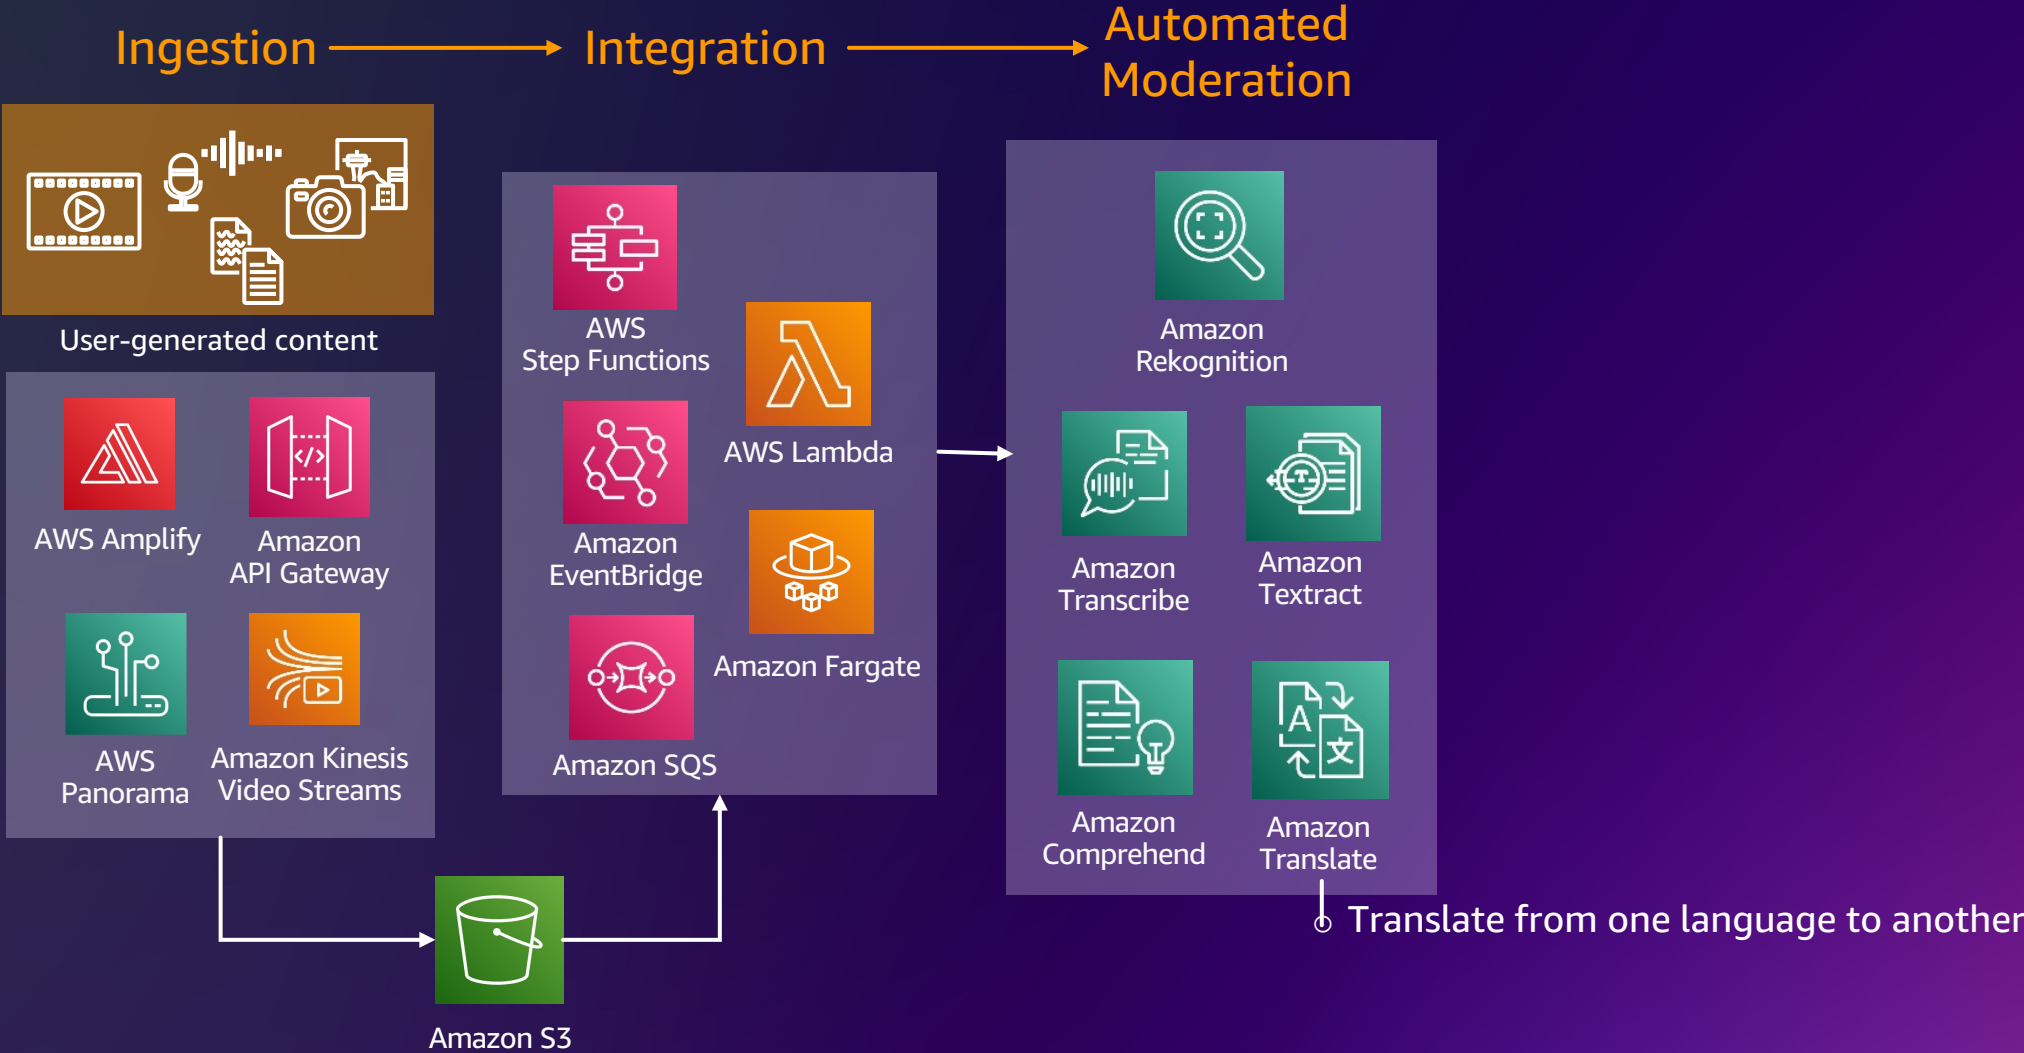 Ingestion
Integration
Automated
Moderation
User-generated content
AWS Amplify
Amazon
API Gateway
AWS
Panorama
Amazon Kinesis
Video Streams
Amazon S3
AWS
Step Functions
AWS Lambda
Amazon
EventBridge
Amazon Fargate
Amazon SQS
Amazon
Rekognition
Amazon
Transcribe
Amazon
Textract
Amazon
Comprehend
Amazon
Translate
Translate from one language to another